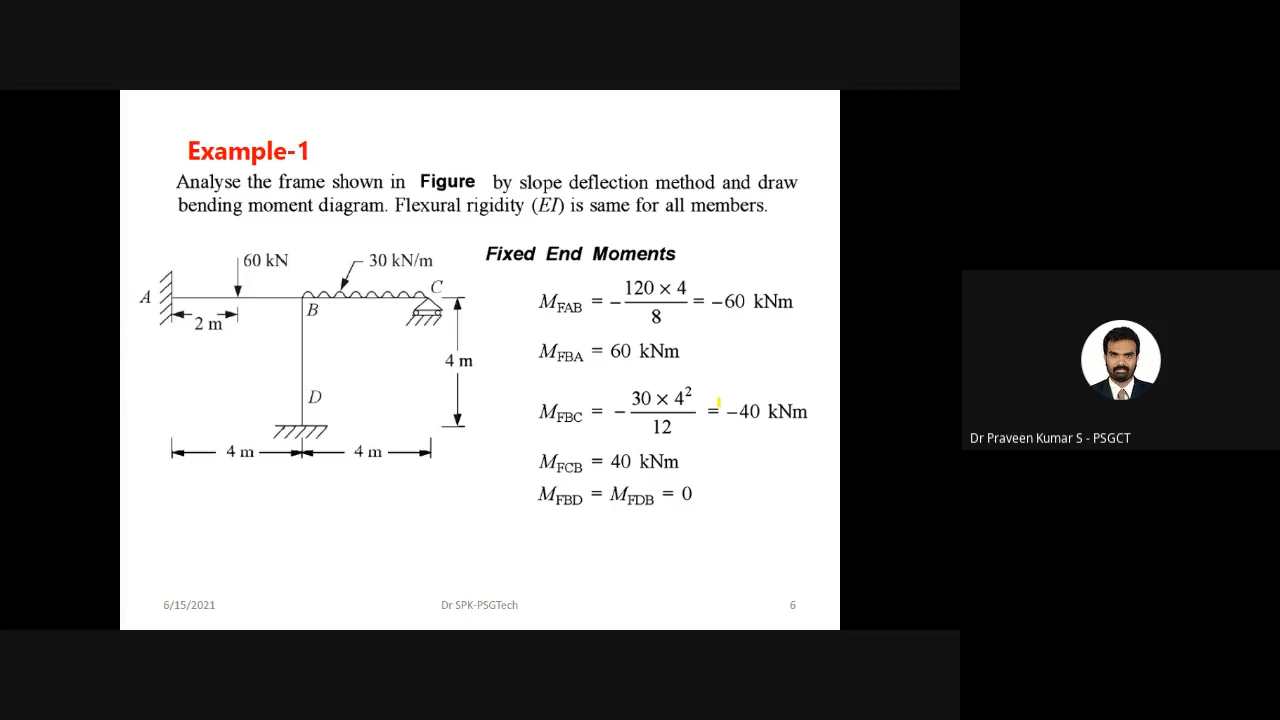 Example-1
Analyse the frame shown in Figure by slope deflection method and draw
bending moment diagram. Flexural rigidity (EI) is same for all members.
60 kN
30 kN/m
A
B
C
2 m
4 m
D
4 m
4 m
Fixed End Moments
M_FAB = - (120 × 4)/8 = -60 kNm
M_FBA = 60 kNm
M_FBC = - (30 × 4²)/12 = -40 kNm
M_FCB = 40 kNm
M_FBD = M_FDB = 0
6/15/2021
Dr SPK-PSGTech
6
Dr Praveen Kumar S - PSGCT